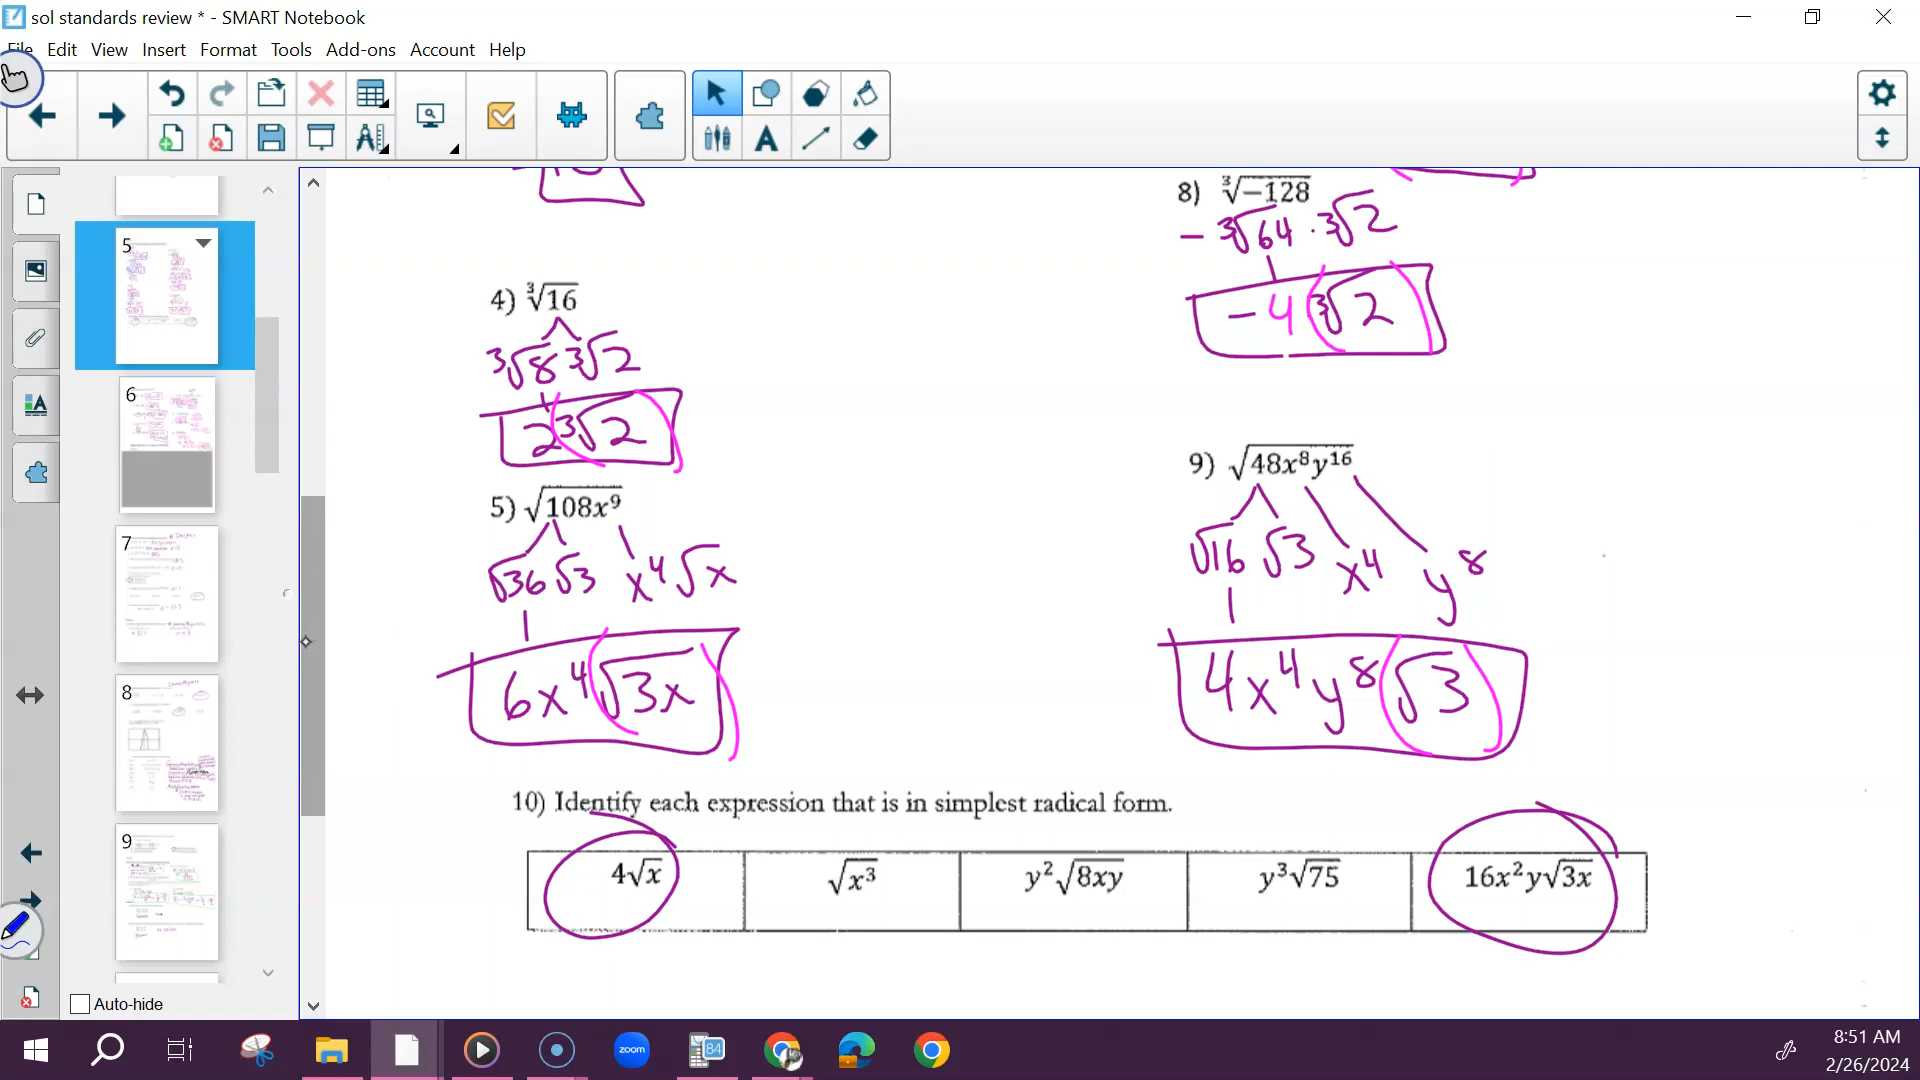 sol standards review * - SMART Notebook
File Edit View Insert Format Tools Add-ons Account Help
5
6
7
8
9
Auto-hide
4) ∛16
∛8 ∛2
2∛2
5) √108x⁹
√36 √3 x⁴√x
6x⁴√3x
8) ∛-128
- ∛64 · ∛2
-4 ∛2
9) √48x⁸y¹⁶
√16 √3 x⁴ y⁸
4x⁴y⁸√3
10) Identify each expression that is in simplest radical form.
4√x √x³ y²√8xy y³√75 16x²y√3x
zoom
84
8:51 AM
2/26/2024